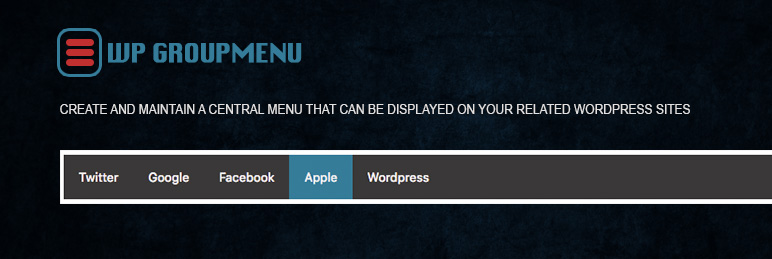 WP GROUPMENU
CREATE AND MAINTAIN A CENTRAL MENU THAT CAN BE DISPLAYED ON YOUR RELATED WORDPRESS SITES
Twitter Google Facebook Apple Wordpress